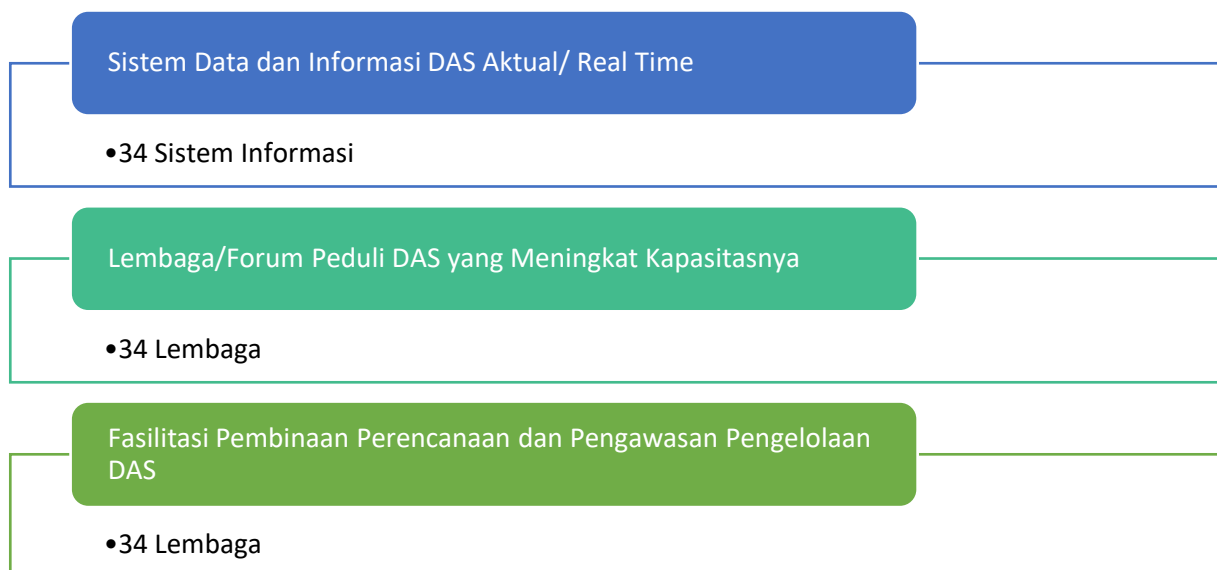 Sistem Data dan Informasi DAS Aktual/ Real Time
•34 Sistem Informasi
Lembaga/Forum Peduli DAS yang Meningkat Kapasitasnya
•34 Lembaga
Fasilitasi Pembinaan Perencanaan dan Pengawasan Pengelolaan
DAS
•34 Lembaga